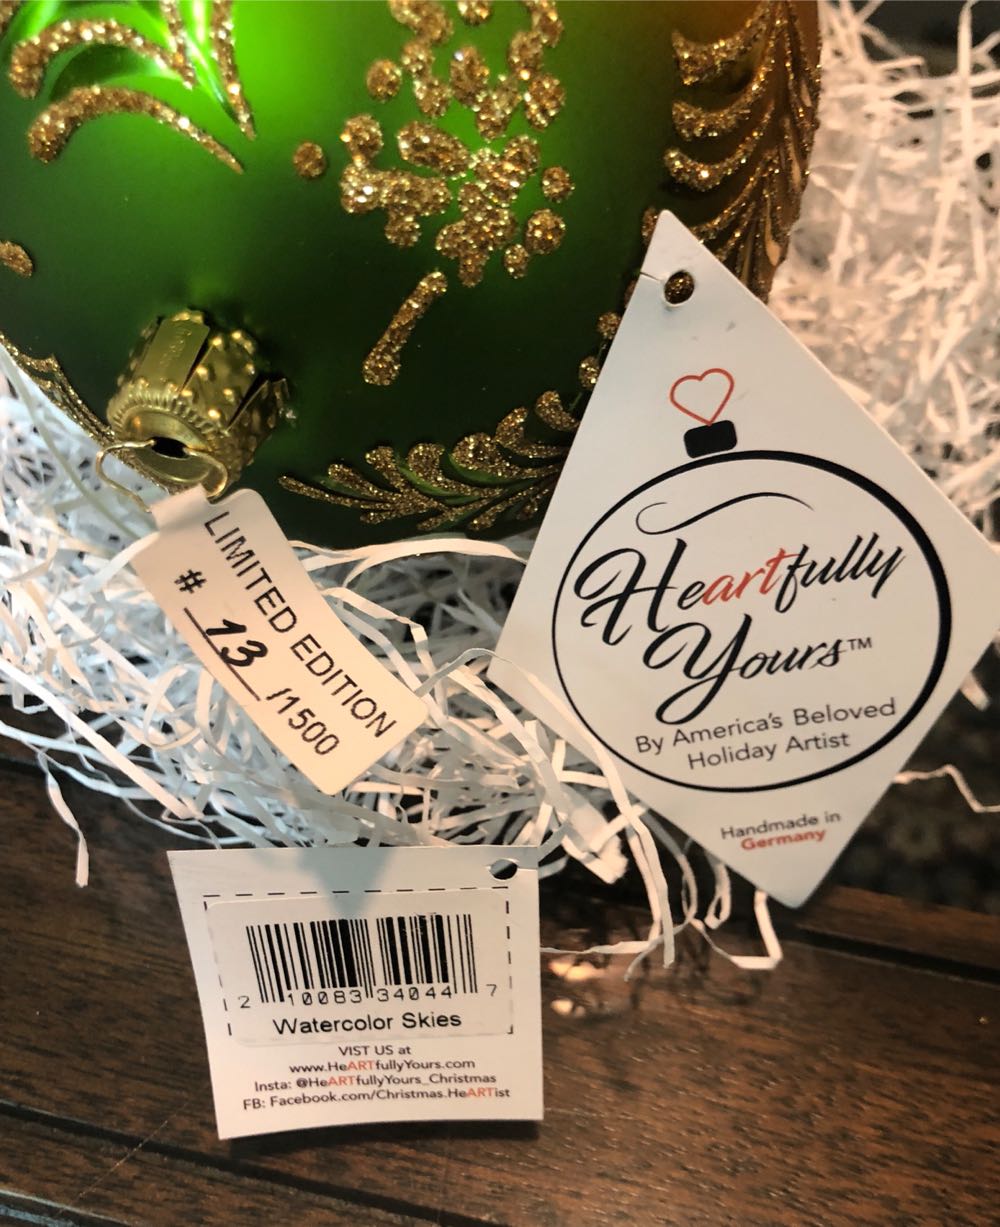 LIMITED EDITION
# 13 /1500
Heartfully
Yours™
By America's Beloved
Holiday Artist
Handmade in
Germany
2 10083 34044 7
Watercolor Skies
VIST US at
www.HeARTfullyYours.com
Insta: @HeARTfullyYours_Christmas
FB: Facebook.com/Christmas.HeARTist